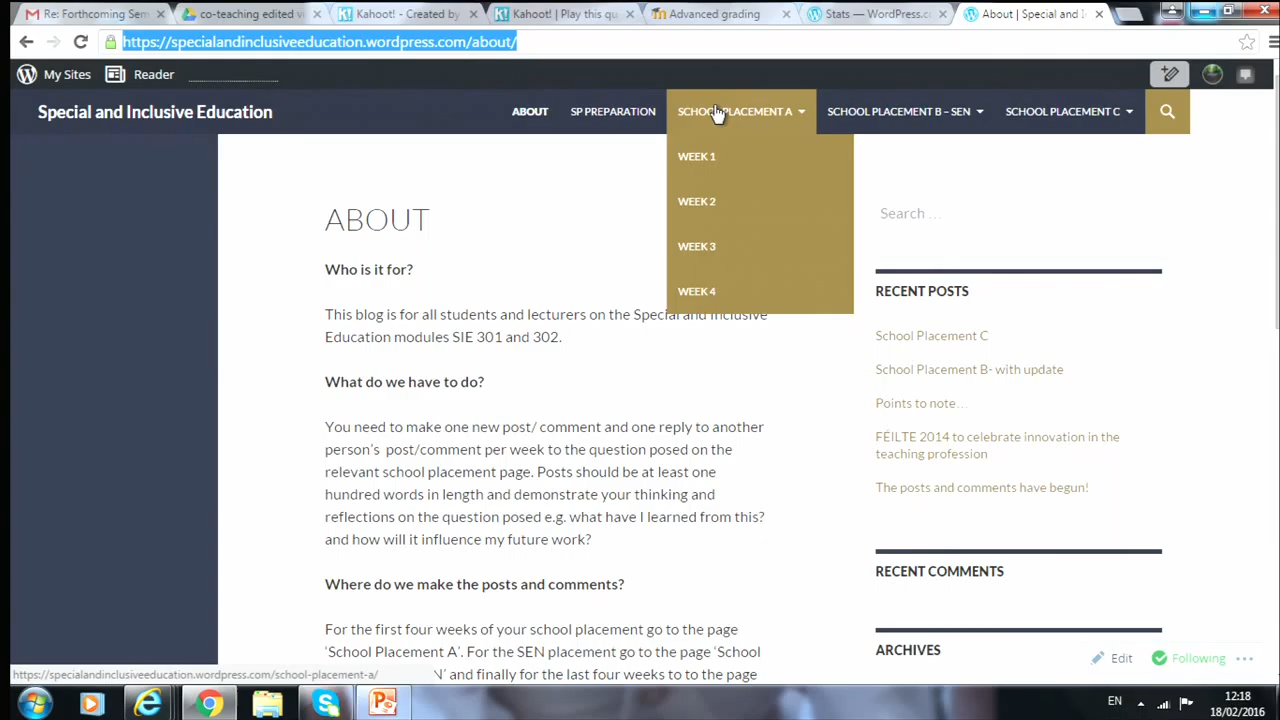 Re: Forthcoming Sem
co-teaching edited v
Kahoot! - Created by
Kahoot! | Play this qu
Advanced grading
Stats — WordPress.co
About | Special and I
https://specialandinclusiveeducation.wordpress.com/about/
My Sites
Reader
Special and Inclusive Education
ABOUT
SP PREPARATION
SCHOOL PLACEMENT A
SCHOOL PLACEMENT B – SEN
SCHOOL PLACEMENT C
WEEK 1
WEEK 2
WEEK 3
WEEK 4
ABOUT
Who is it for?
This blog is for all students and lecturers on the Special and Inclusive
Education modules SIE 301 and 302.
What do we have to do?
You need to make one new post/ comment and one reply to another
person's post/comment per week to the question posed on the
relevant school placement page. Posts should be at least one
hundred words in length and demonstrate your thinking and
reflections on the question posed e.g. what have I learned from this?
and how will it influence my future work?
Where do we make the posts and comments?
For the first four weeks of your school placement go to the page
'School Placement A'. For the SEN placement go to the page 'School
N' and finally for the last four weeks to to the page
Search …
RECENT POSTS
School Placement C
School Placement B- with update
Points to note…
FÉILTE 2014 to celebrate innovation in the
teaching profession
The posts and comments have begun!
RECENT COMMENTS
ARCHIVES
Edit
Following
https://specialandinclusiveeducation.wordpress.com/school-placement-a/
EN
12:18
18/02/2016